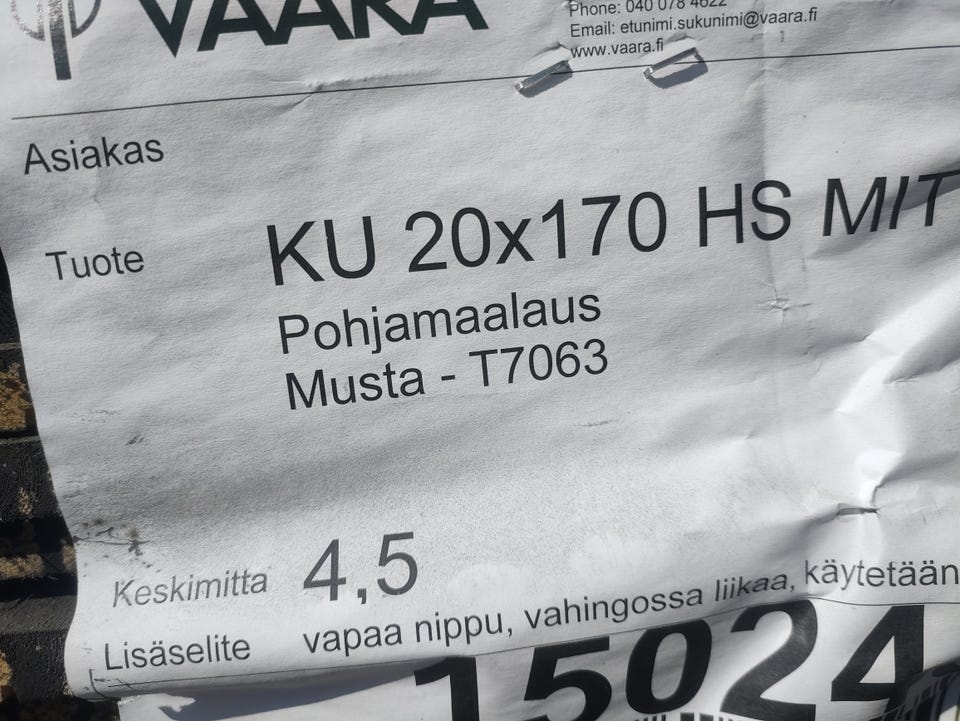 VAARA
Phone: 040 078 4622
Email: etunimi.sukunimi@vaara.fi
www.vaara.fi
Asiakas
Tuote
KU 20x170 HS MIT
Pohjamaalaus
Musta - T7063
Keskimitta 4,5
Lisäselite vapaa nippu, vahingossa liikaa, käytetään
15024